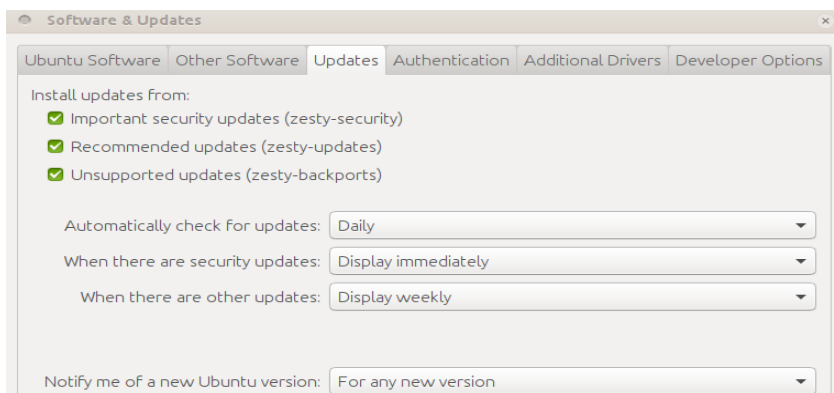 Software & Updates
Ubuntu Software Other Software Updates Authentication Additional Drivers Developer Options
Install updates from:
Important security updates (zesty-security)
Recommended updates (zesty-updates)
Unsupported updates (zesty-backports)
Automatically check for updates: Daily
When there are security updates: Display immediately
When there are other updates: Display weekly
Notify me of a new Ubuntu version: For any new version